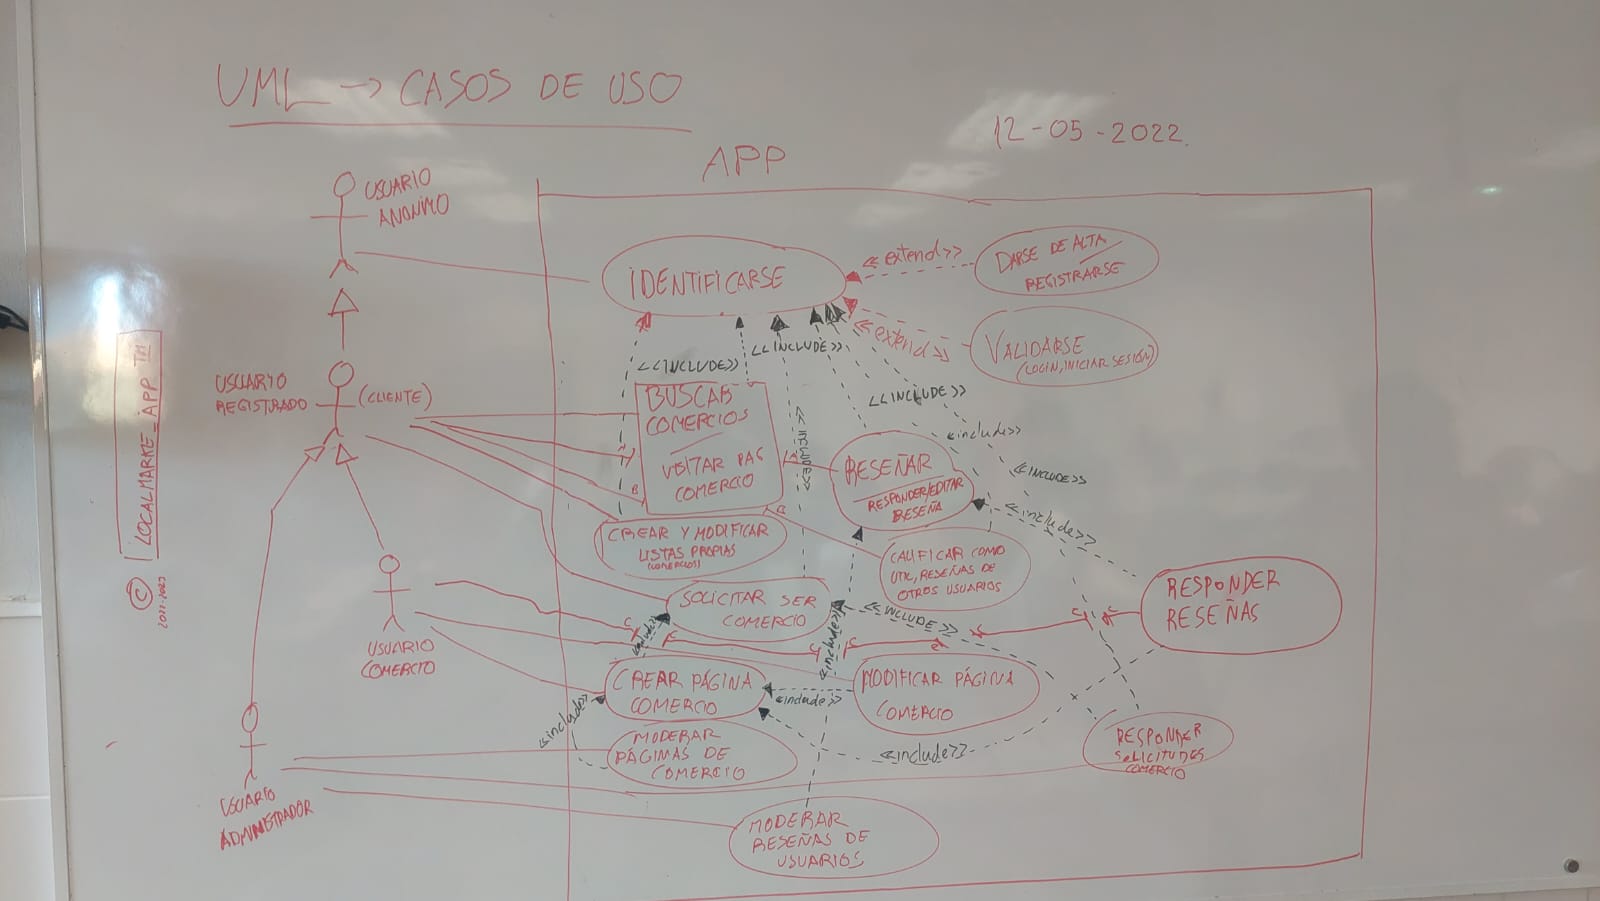 UML → CASOS DE USO
12-05-2022.
APP
USUARIO
ANONIMO
IDENTIFICARSE
<< extend >>
DARSE DE ALTA
REGISTRARSE
<< extend >>
VALIDARSE
(LOGIN, INICIAR SESIÓN)
<<INCLUDE>>
<<INCLUDE>>
<<INCLUDE>>
<<include>>
<<INCLUDE>>
<<include>>
<<INCLUDE>>
USUARIO
REGISTRADO
(CLIENTE)
BUSCAR
COMERCIOS
VISITAR PAG
COMERCIO
B
B
RESEÑAR
RESPONDER/EDITAR
RESEÑA
CREAR Y MODIFICAR
LISTAS PROPIAS
(COMERCIOS)
CALIFICAR COMO
UTIL, RESEÑAS DE
OTROS USUARIOS
SOLICITAR SER
COMERCIO
<<INCLUDE>>
RESPONDER
RESEÑAS
C
C
C
C
C
C
<<include>>
<<include>>
USUARIO
COMERCIO
CREAR PÁGINA
COMERCIO
<<include>>
MODIFICAR PÁGINA
COMERCIO
<<include>>
<<include>>
MODERAR
PÁGINAS DE
COMERCIO
RESPONDER
SOLICITUDES
COMERCIO
USUARIO
ADMINISTRADOR
MODERAR
RESEÑAS DE
USUARIOS
© LOCALMARKE_APP TM
2022-2023